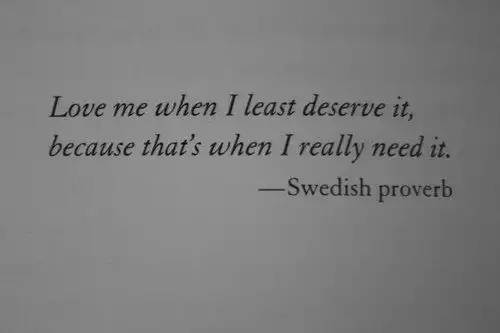 Love me when I least deserve it,
because that's when I really need it.
—Swedish proverb